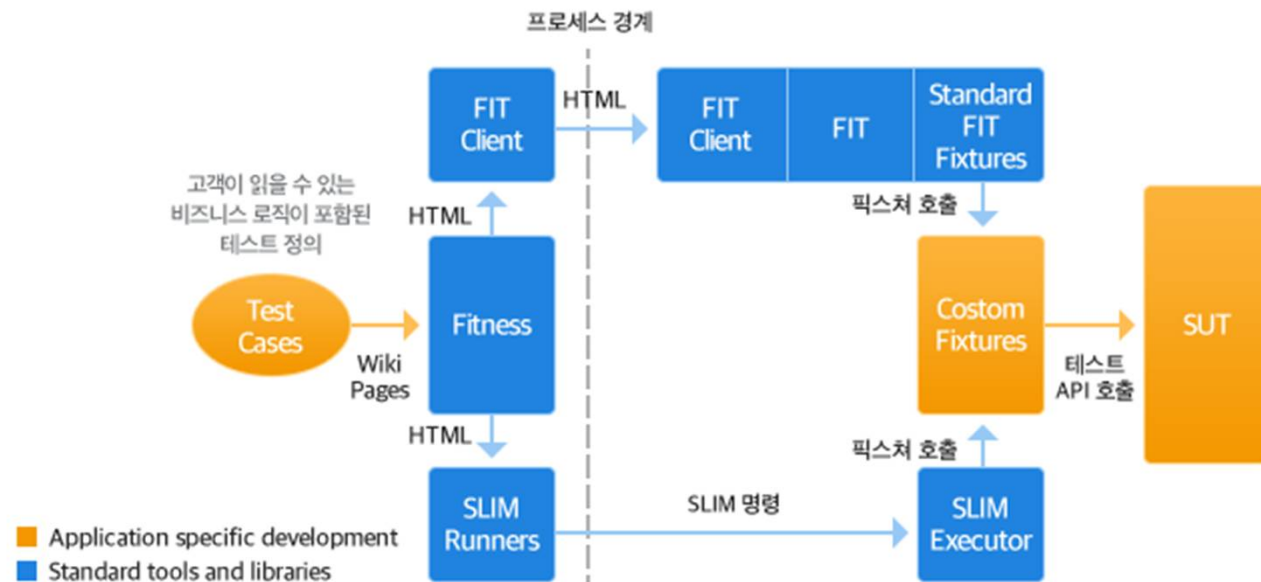 프로세스 경계
FIT
Client
HTML
FIT
Client
FIT
Standard
FIT
Fixtures
고객이 읽을 수 있는
비즈니스 로직이 포함된
테스트 정의
HTML
픽스쳐 호출
Test
Cases
Wiki
Pages
Fitness
Costom
Fixtures
테스트
API 호출
SUT
HTML
픽스쳐 호출
SLIM
Runners
SLIM 명령
SLIM
Executor
Application specific development
Standard tools and libraries